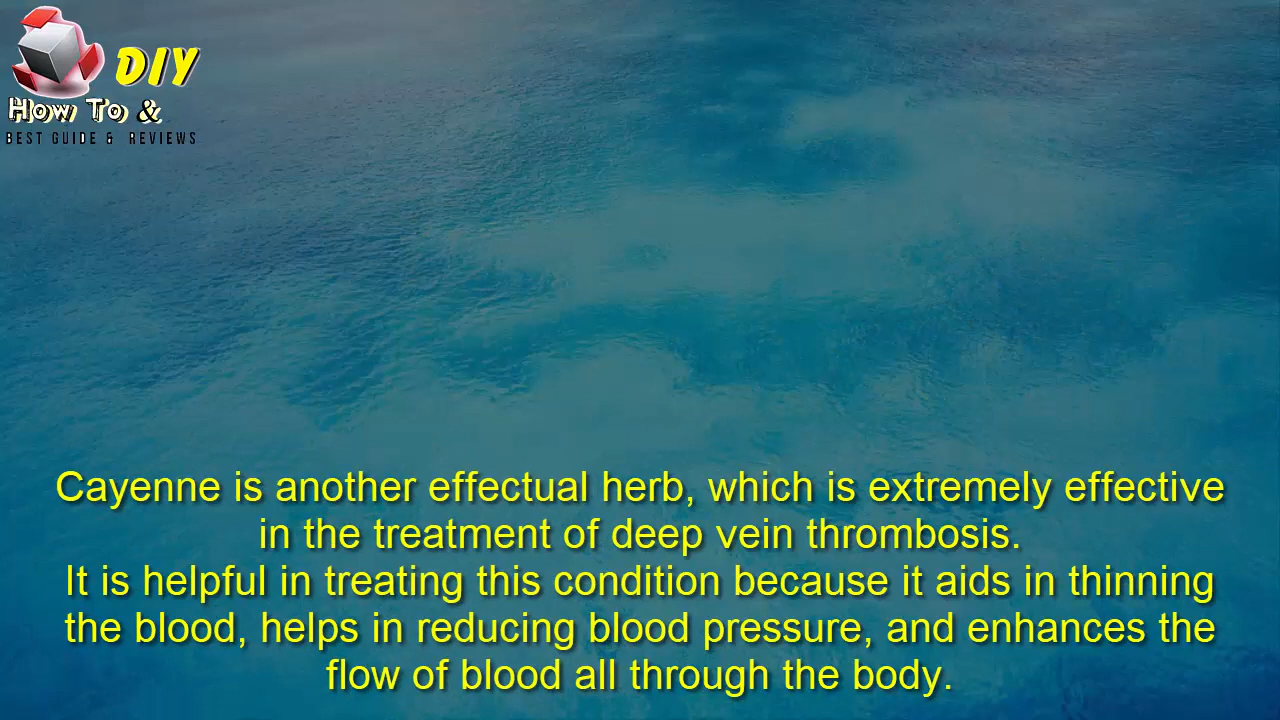 DIY
How To &
BEST GUIDE & REVIEWS
Cayenne is another effectual herb, which is extremely effective
in the treatment of deep vein thrombosis.
It is helpful in treating this condition because it aids in thinning
the blood, helps in reducing blood pressure, and enhances the
flow of blood all through the body.